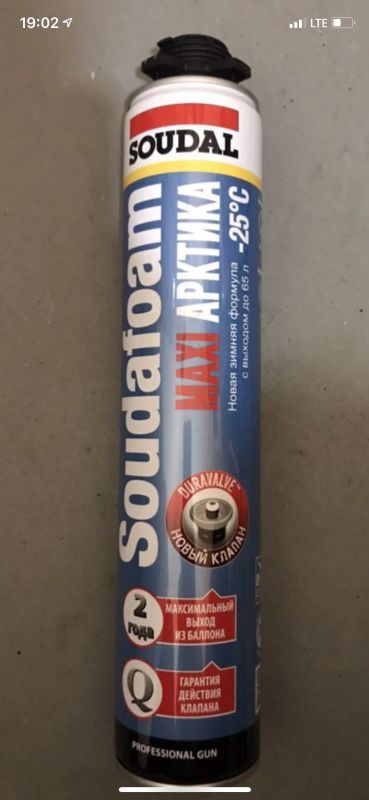 19:02
LTE
SOUDAL
Soudafoam
MAXI АРКТИКА
-25°C
Новая зимняя формула
с выходом до 65 л
DURAVALVE™
НОВЫЙ КЛАПАН
2
года
МАКСИМАЛЬНЫЙ
ВЫХОД
ИЗ БАЛЛОНА
Q
ГАРАНТИЯ
ДЕЙСТВИЯ
КЛАПАНА
PROFESSIONAL GUN